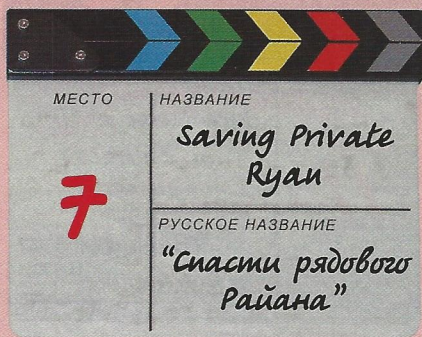 МЕСТО
7
НАЗВАНИЕ
Saving Private
Ryan
РУССКОЕ НАЗВАНИЕ
“Спасти рядового
Райана”